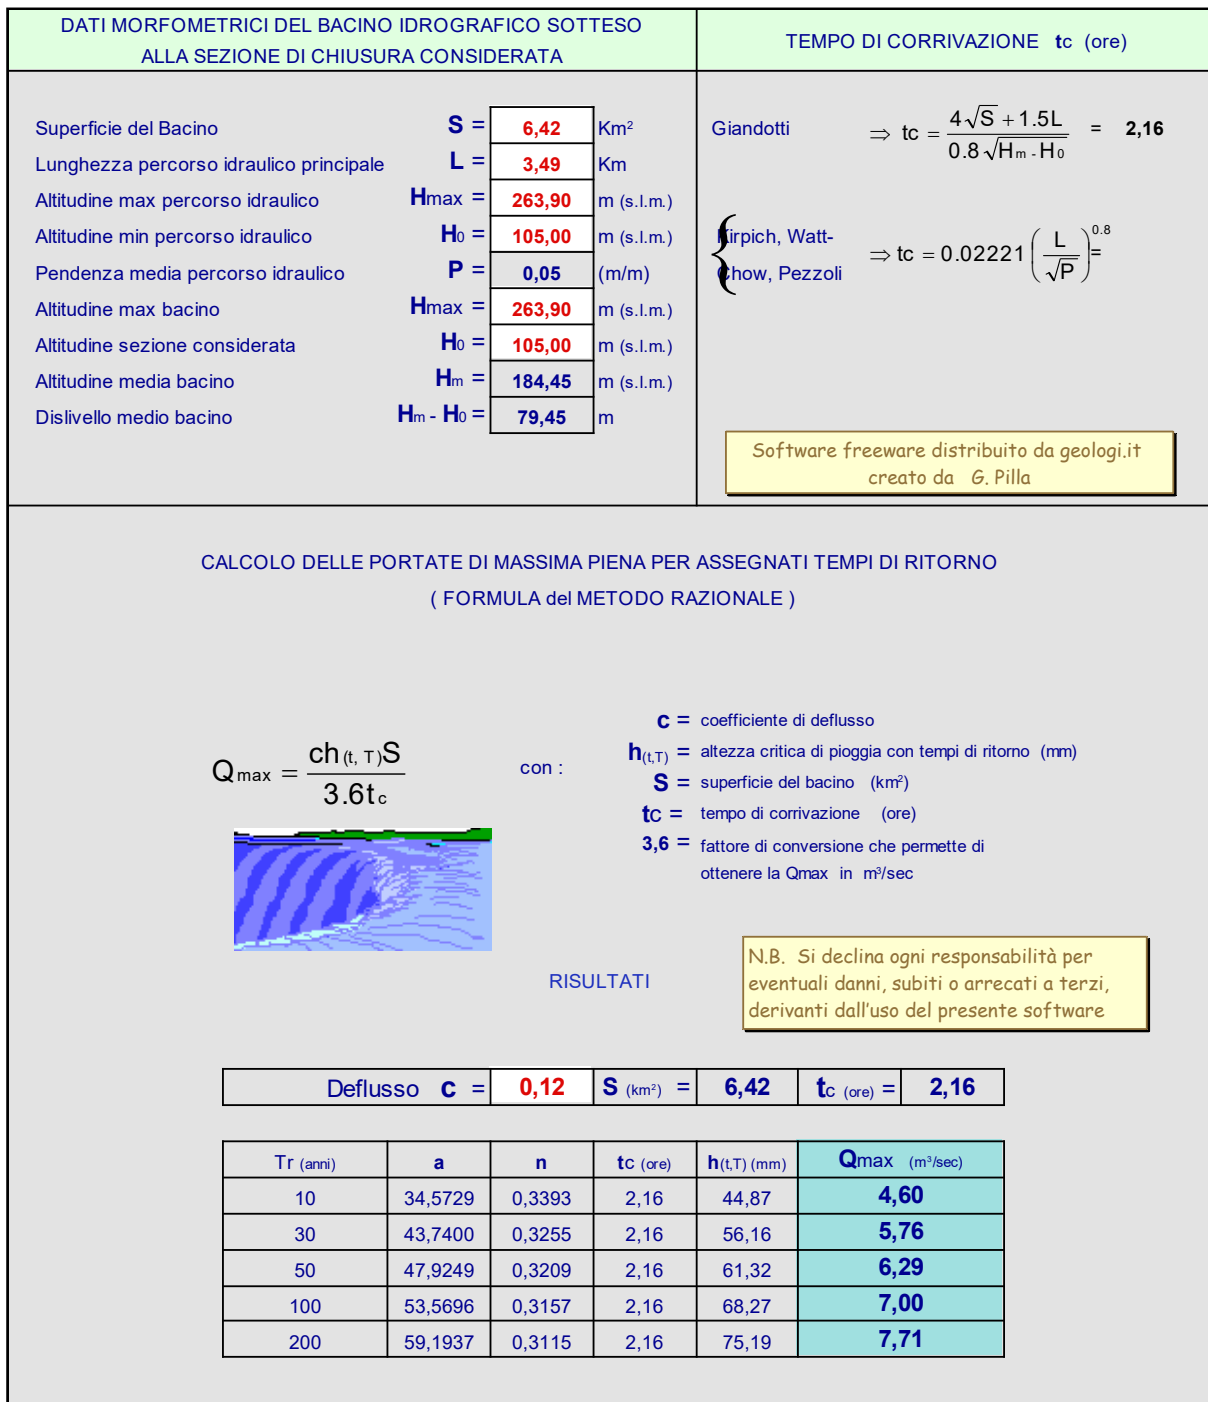 DATI MORFOMETRICI DEL BACINO IDROGRAFICO SOTTESO
ALLA SEZIONE DI CHIUSURA CONSIDERATA
TEMPO DI CORRIVAZIONE tc (ore)
Superficie del Bacino S = 6,42 Km²
Lunghezza percorso idraulico principale L = 3,49 Km
Altitudine max percorso idraulico Hmax = 263,90 m (s.l.m.)
Altitudine min percorso idraulico H0 = 105,00 m (s.l.m.)
Pendenza media percorso idraulico P = 0,05 (m/m)
Altitudine max bacino Hmax = 263,90 m (s.l.m.)
Altitudine sezione considerata H0 = 105,00 m (s.l.m.)
Altitudine media bacino Hm = 184,45 m (s.l.m.)
Dislivello medio bacino Hm - H0 = 79,45 m
Giandotti ⇒ tc = (4√S + 1.5L) / (0.8 √(Hm - H0)) = 2,16
Kirpich, Watt-
Chow, Pezzoli ⇒ tc = 0.02221 (L / √P)^0.8 =
Software freeware distribuito da geologi.it
creato da G. Pilla
CALCOLO DELLE PORTATE DI MASSIMA PIENA PER ASSEGNATI TEMPI DI RITORNO
( FORMULA del METODO RAZIONALE )
Qmax = ch(t, T)S / 3.6tc
con :
c = coefficiente di deflusso
h(t,T) = altezza critica di pioggia con tempi di ritorno (mm)
S = superficie del bacino (km²)
tc = tempo di corrivazione (ore)
3,6 = fattore di conversione che permette di
ottenere la Qmax in m³/sec
N.B. Si declina ogni responsabilità per
eventuali danni, subiti o arrecati a terzi,
derivanti dall'uso del presente software
RISULTATI
Deflusso c = 0,12 S (km²) = 6,42 tc (ore) = 2,16
Tr (anni) a n tc (ore) h(t,T) (mm) Qmax (m³/sec)
10 34,5729 0,3393 2,16 44,87 4,60
30 43,7400 0,3255 2,16 56,16 5,76
50 47,9249 0,3209 2,16 61,32 6,29
100 53,5696 0,3157 2,16 68,27 7,00
200 59,1937 0,3115 2,16 75,19 7,71